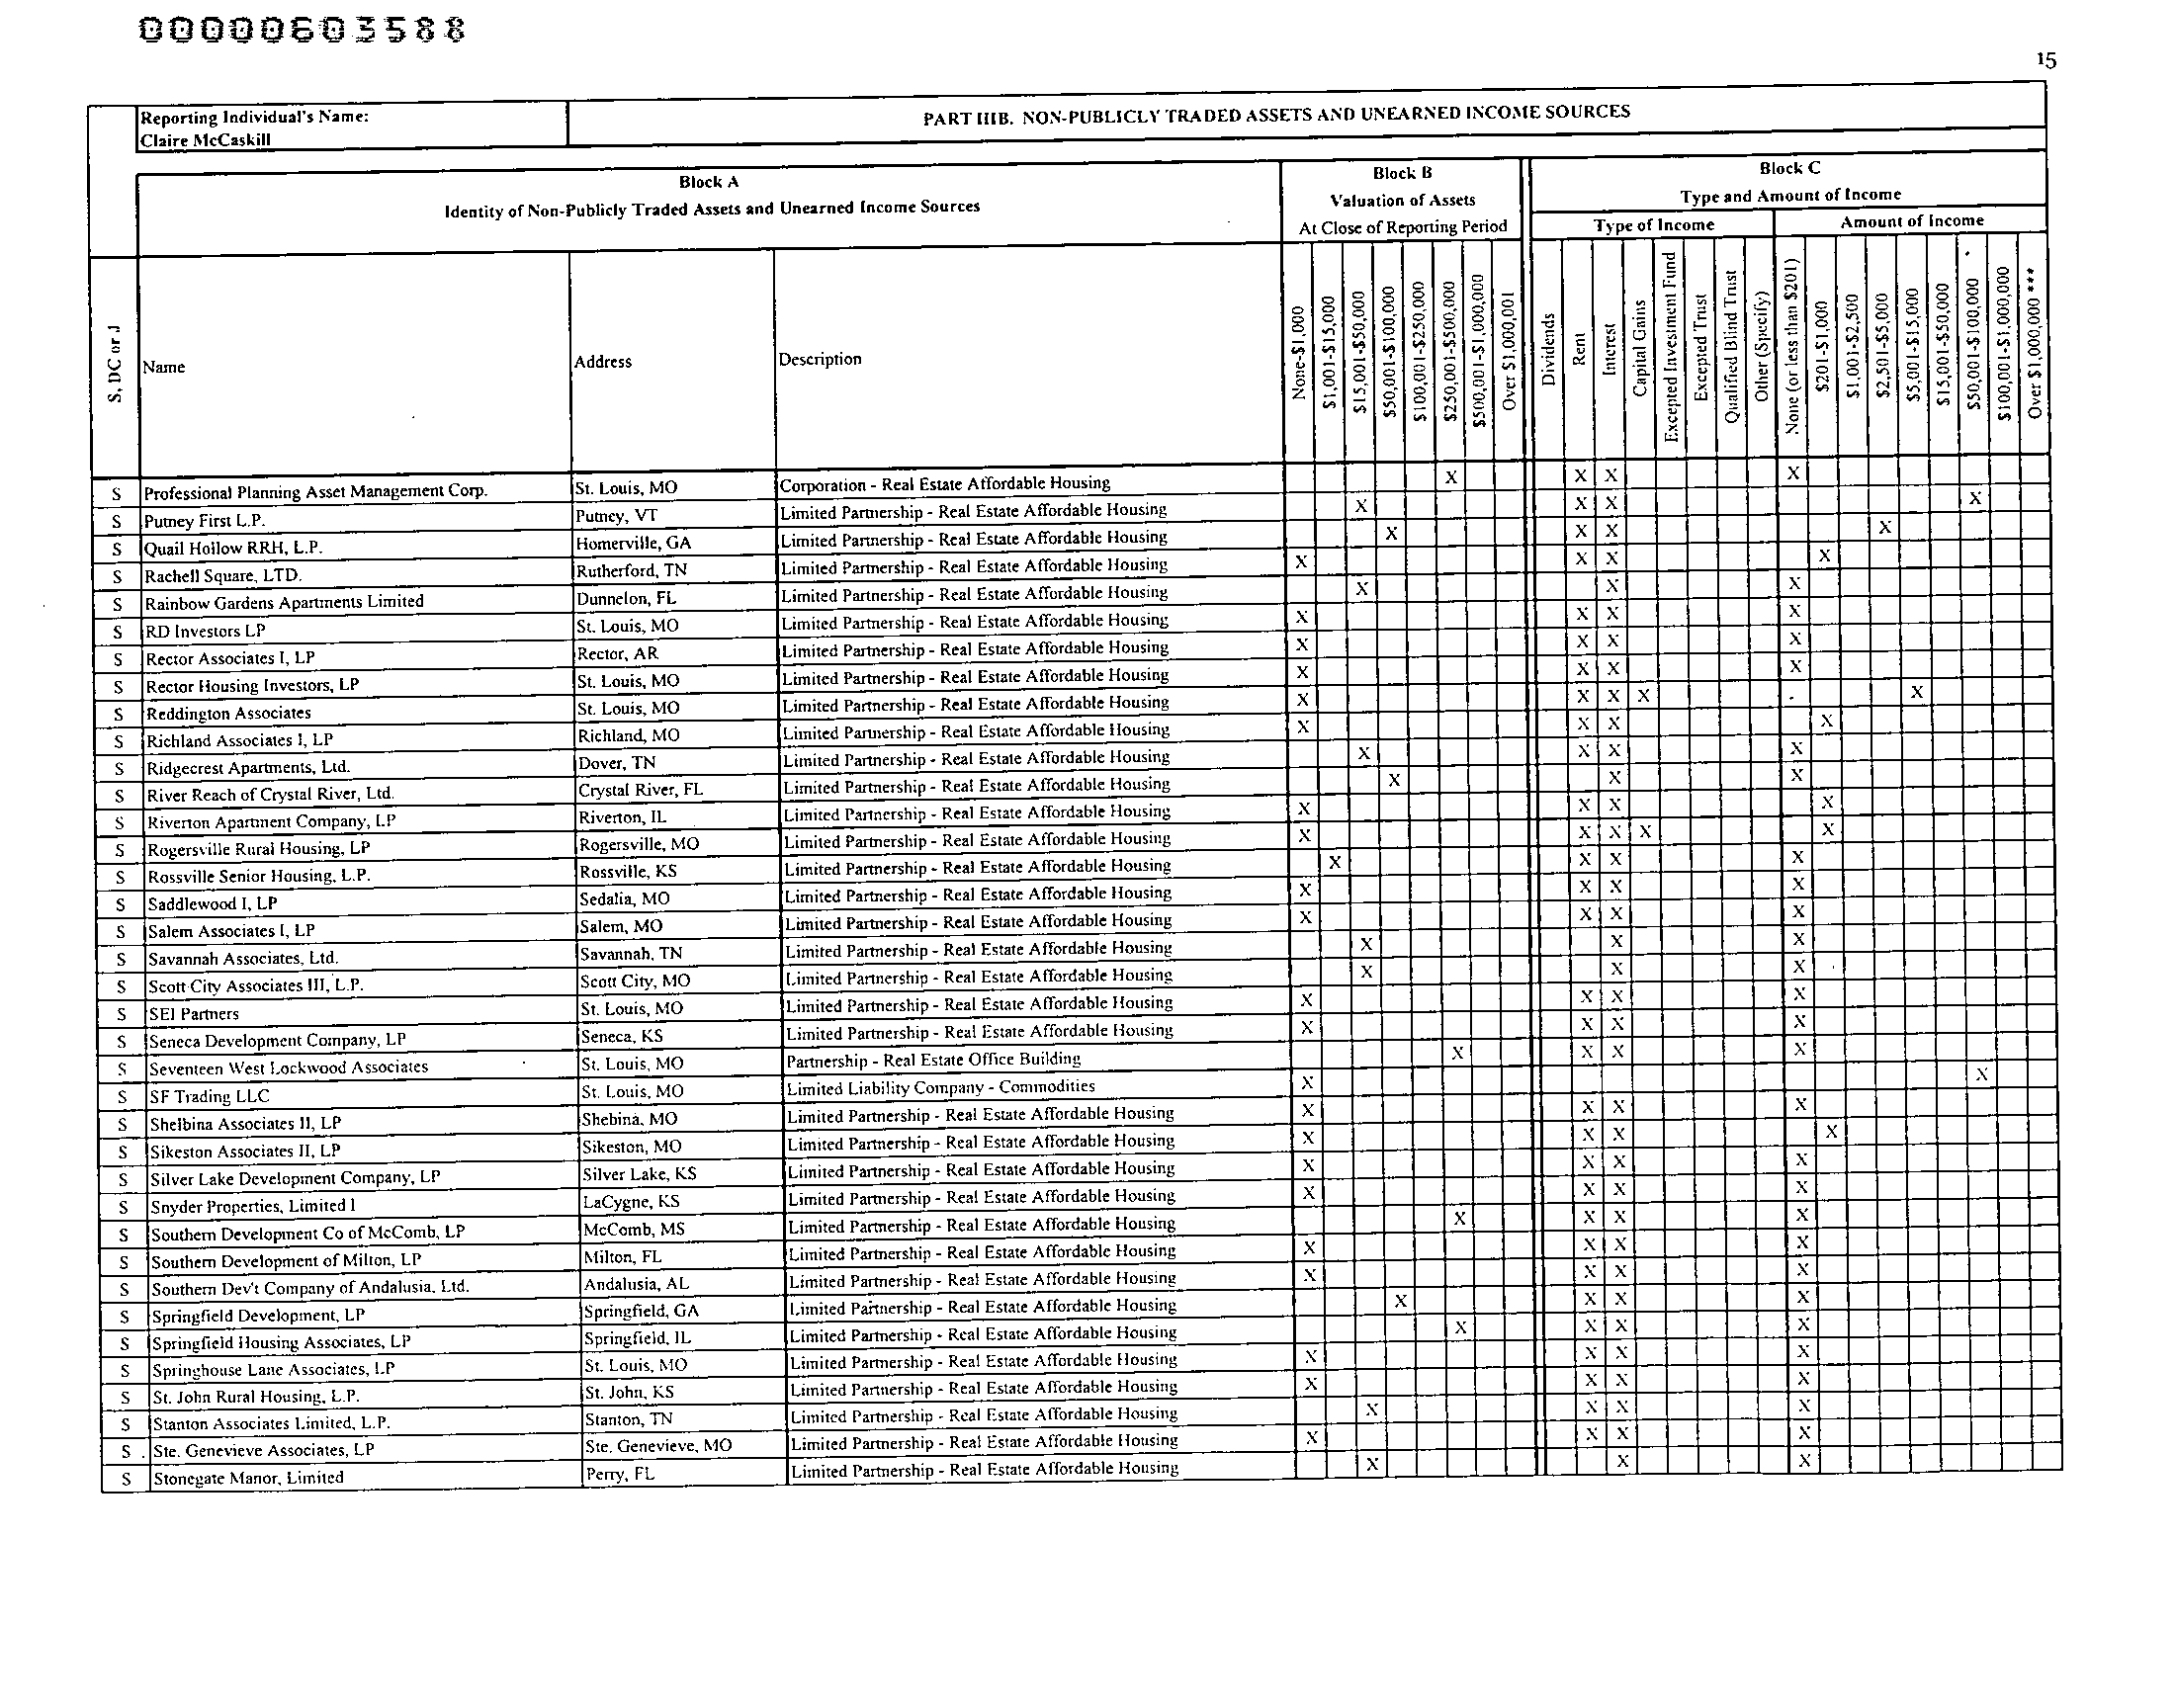 00000603588
15
Reporting Individual's Name:
Claire McCaskill
PART IIIB. NON-PUBLICLY TRADED ASSETS AND UNEARNED INCOME SOURCES
Block A
Identity of Non-Publicly Traded Assets and Unearned Income Sources
Block B
Valuation of Assets
At Close of Reporting Period
Block C
Type and Amount of Income
Type of Income
Amount of Income
S, DC or J
Name
Address
Description
None-$1,000
$1,001-$15,000
$15,001-$50,000
$50,001-$100,000
$100,001-$250,000
$250,001-$500,000
$500,001-$1,000,000
Over $1,000,001
Dividends
Rent
Interest
Capital Gains
Excepted Investment Fund
Excepted Trust
Qualified Blind Trust
Other (Specify)
None (or less than $201)
$201-$1,000
$1,001-$2,500
$2,501-$5,000
$5,001-$15,000
$15,001-$50,000
$50,001-$100,000
$100,001-$1,000,000
Over $1,000,000 ***
S Professional Planning Asset Management Corp. St. Louis, MO Corporation - Real Estate Affordable Housing X X X X
S Putney First L.P. Putney, VT Limited Partnership - Real Estate Affordable Housing X X X X
S Quail Hollow RRH, L.P. Homerville, GA Limited Partnership - Real Estate Affordable Housing X X X X
S Rachell Square, LTD. Rutherford, TN Limited Partnership - Real Estate Affordable Housing X X X X
S Rainbow Gardens Apartments Limited Dunnelon, FL Limited Partnership - Real Estate Affordable Housing X X X
S RD Investors LP St. Louis, MO Limited Partnership - Real Estate Affordable Housing X X X X
S Rector Associates I, LP Rector, AR Limited Partnership - Real Estate Affordable Housing X X X X
S Rector Housing Investors, LP St. Louis, MO Limited Partnership - Real Estate Affordable Housing X X X X
S Reddington Associates St. Louis, MO Limited Partnership - Real Estate Affordable Housing X X X X X
S Richland Associates I, LP Richland, MO Limited Partnership - Real Estate Affordable Housing X X X X
S Ridgecrest Apartments, Ltd. Dover, TN Limited Partnership - Real Estate Affordable Housing X X X X
S River Reach of Crystal River, Ltd. Crystal River, FL Limited Partnership - Real Estate Affordable Housing X X X
S Riverton Apartment Company, LP Riverton, IL Limited Partnership - Real Estate Affordable Housing X X X X
S Rogersville Rural Housing, LP Rogersville, MO Limited Partnership - Real Estate Affordable Housing X X X X X
S Rossville Senior Housing, L.P. Rossville, KS Limited Partnership - Real Estate Affordable Housing X X X X
S Saddlewood I, LP Sedalia, MO Limited Partnership - Real Estate Affordable Housing X X X X
S Salem Associates I, LP Salem, MO Limited Partnership - Real Estate Affordable Housing X X X X
S Savannah Associates, Ltd. Savannah, TN Limited Partnership - Real Estate Affordable Housing X X X
S Scott City Associates III, L.P. Scott City, MO Limited Partnership - Real Estate Affordable Housing X X X
S SEI Partners St. Louis, MO Limited Partnership - Real Estate Affordable Housing X X X X
S Seneca Development Company, LP Seneca, KS Limited Partnership - Real Estate Affordable Housing X X X X
S Seventeen West Lockwood Associates St. Louis, MO Partnership - Real Estate Office Building X X X X
S SF Trading LLC St. Louis, MO Limited Liability Company - Commodities X X
S Shelbina Associates II, LP Shebina, MO Limited Partnership - Real Estate Affordable Housing X X X X
S Sikeston Associates II, LP Sikeston, MO Limited Partnership - Real Estate Affordable Housing X X X X
S Silver Lake Development Company, LP Silver Lake, KS Limited Partnership - Real Estate Affordable Housing X X X X
S Snyder Properties, Limited I LaCygne, KS Limited Partnership - Real Estate Affordable Housing X X X X
S Southern Development Co of McComb, LP McComb, MS Limited Partnership - Real Estate Affordable Housing X X X X
S Southern Development of Milton, LP Milton, FL Limited Partnership - Real Estate Affordable Housing X X X X
S Southern Dev't Company of Andalusia, Ltd. Andalusia, AL Limited Partnership - Real Estate Affordable Housing X X X X
S Springfield Development, LP Springfield, GA Limited Partnership - Real Estate Affordable Housing X X X X
S Springfield Housing Associates, LP Springfield, IL Limited Partnership - Real Estate Affordable Housing X X X X
S Springhouse Lane Associates, LP St. Louis, MO Limited Partnership - Real Estate Affordable Housing X X X X
S St. John Rural Housing, L.P. St. John, KS Limited Partnership - Real Estate Affordable Housing X X X X
S Stanton Associates Limited, L.P. Stanton, TN Limited Partnership - Real Estate Affordable Housing X X X X
S Ste. Genevieve Associates, LP Ste. Genevieve, MO Limited Partnership - Real Estate Affordable Housing X X X X
S Stonegate Manor, Limited Perry, FL Limited Partnership - Real Estate Affordable Housing X X X